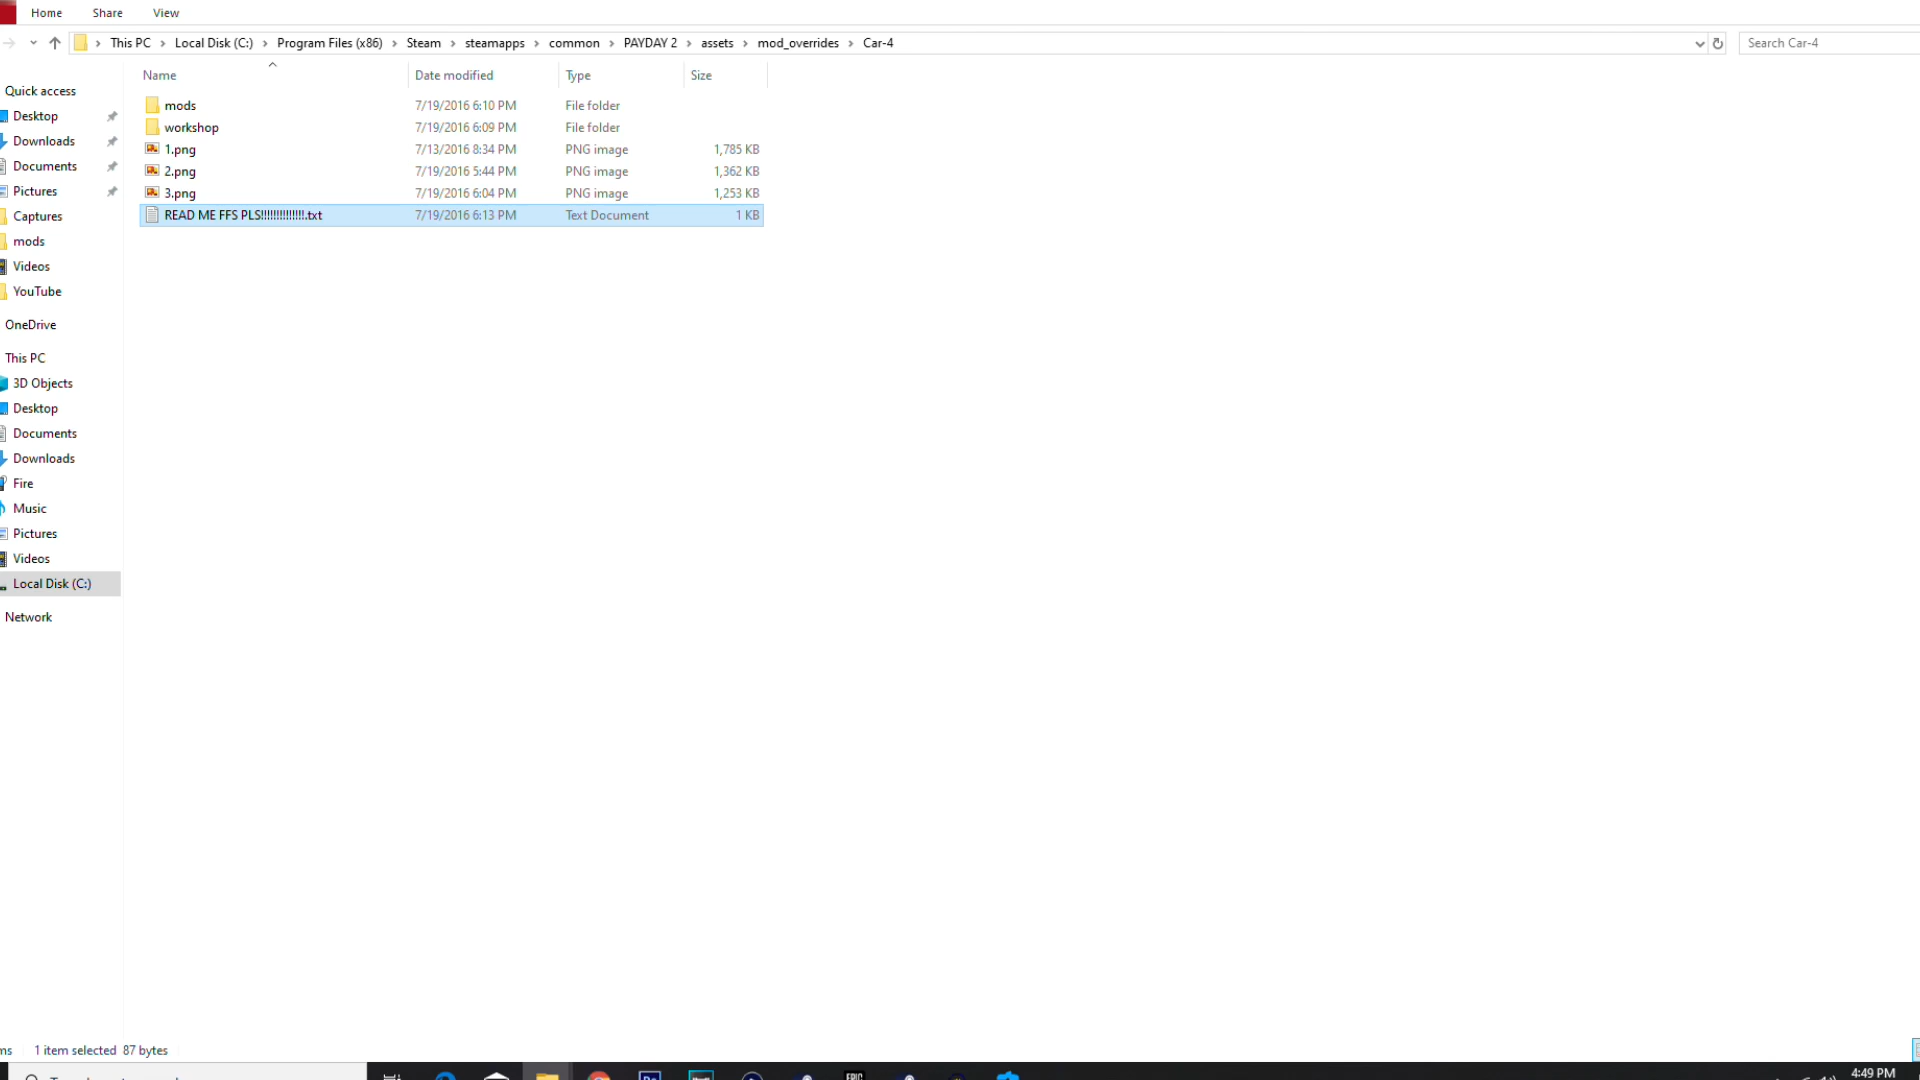 Home Share View
This PC > Local Disk (C:) > Program Files (x86) > Steam > steamapps > common > PAYDAY 2 > assets > mod_overrides > Car-4
Search Car-4
Name Date modified Type Size
mods 7/19/2016 6:10 PM File folder
workshop 7/19/2016 6:09 PM File folder
1.png 7/13/2016 8:34 PM PNG image 1,785 KB
2.png 7/19/2016 5:44 PM PNG image 1,362 KB
3.png 7/19/2016 6:04 PM PNG image 1,253 KB
READ ME FFS PLS!!!!!!!!!!!!!!.txt 7/19/2016 6:13 PM Text Document 1 KB
Quick access
Desktop
Downloads
Documents
Pictures
Captures
mods
Videos
YouTube
OneDrive
This PC
3D Objects
Desktop
Documents
Downloads
Fire
Music
Pictures
Videos
Local Disk (C:)
Network
1 item selected 87 bytes
EPIC
4:49 PM